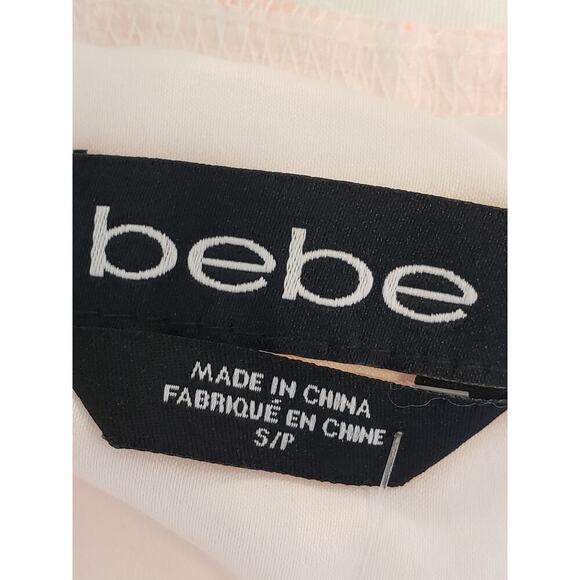 bebe
MADE IN CHINA
FABRIQUÉ EN CHINE
S/P